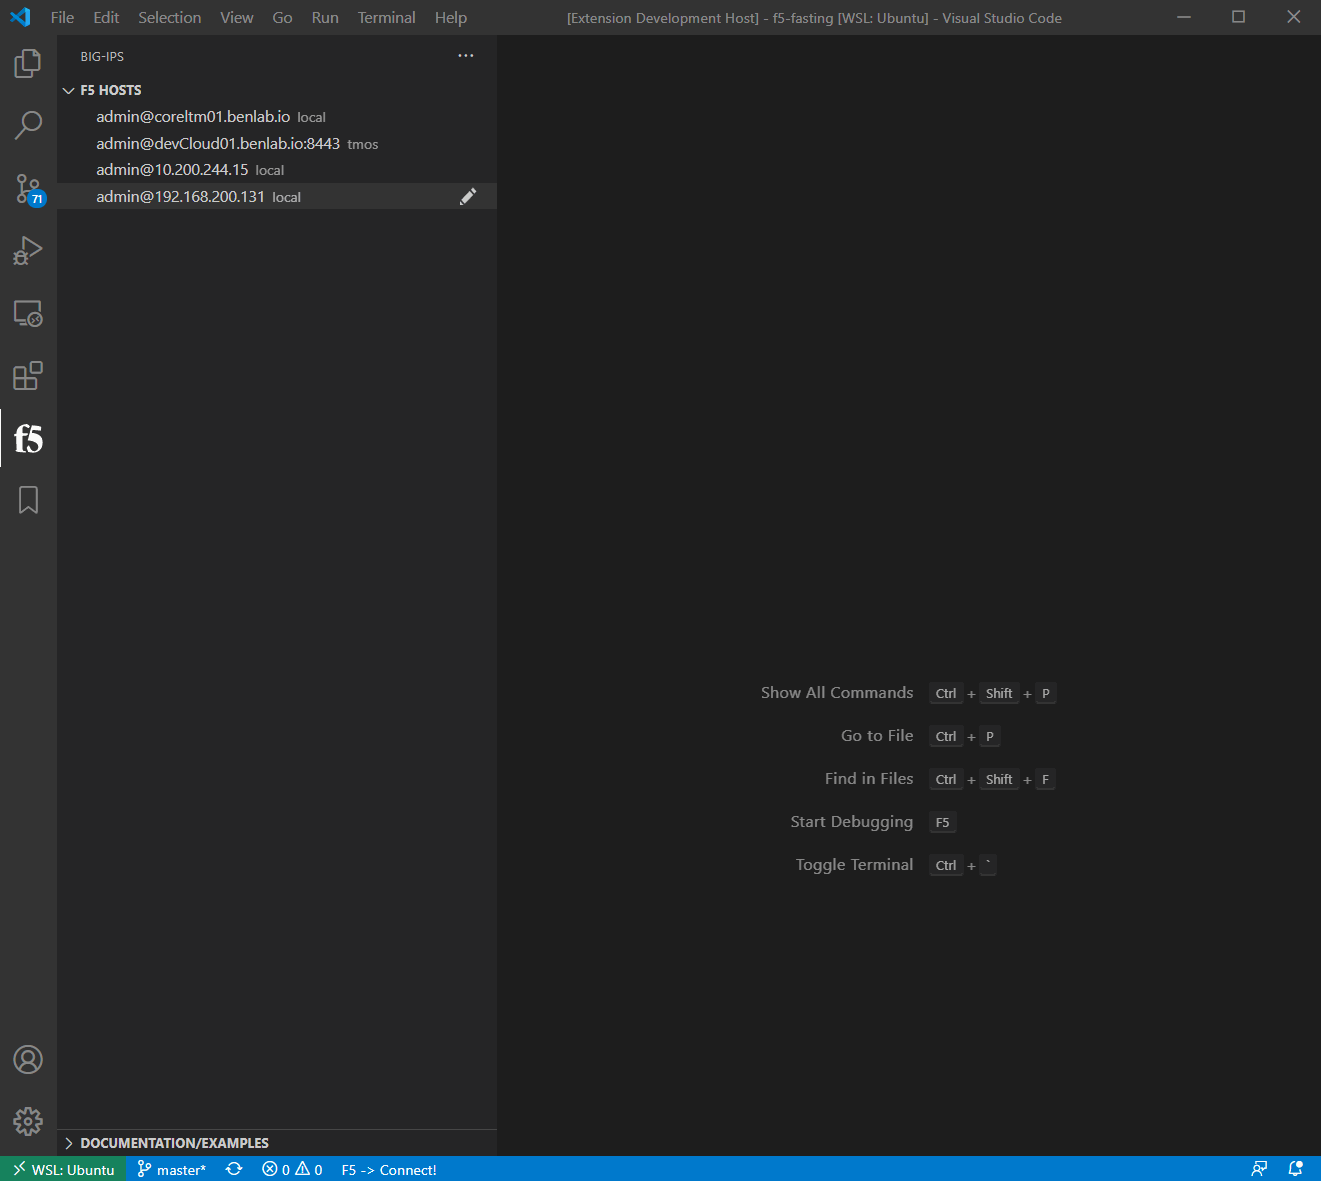 File Edit Selection View Go Run Terminal Help [Extension Development Host] - f5-fasting [WSL: Ubuntu] - Visual Studio Code
BIG-IPS
F5 HOSTS
admin@coreltm01.benlab.io local
admin@devCloud01.benlab.io:8443 tmos
admin@10.200.244.15 local
admin@192.168.200.131 local
71
f5
Show All Commands Ctrl + Shift + P
Go to File Ctrl + P
Find in Files Ctrl + Shift + F
Start Debugging F5
Toggle Terminal Ctrl + `
DOCUMENTATION/EXAMPLES
WSL: Ubuntu master* 0 0 F5 -> Connect!